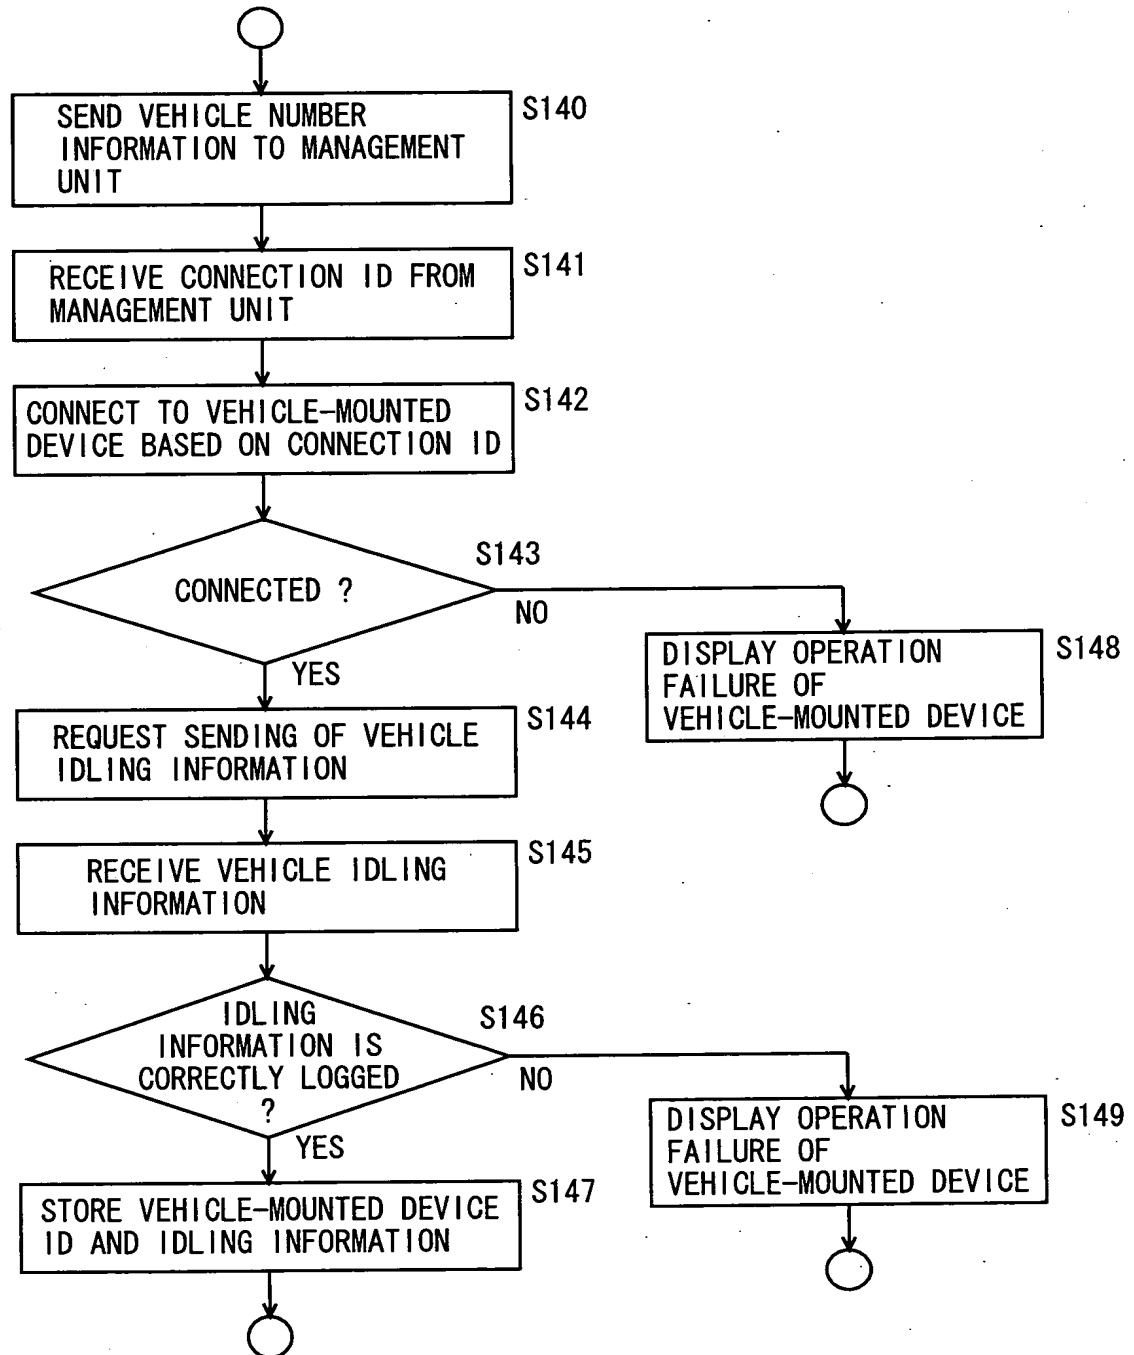 SEND VEHICLE NUMBER
INFORMATION TO MANAGEMENT
UNIT
S140
RECEIVE CONNECTION ID FROM
MANAGEMENT UNIT
S141
CONNECT TO VEHICLE-MOUNTED
DEVICE BASED ON CONNECTION ID
S142
CONNECTED ?
S143
NO
YES
DISPLAY OPERATION
FAILURE OF
VEHICLE-MOUNTED DEVICE
S148
REQUEST SENDING OF VEHICLE
IDLING INFORMATION
S144
RECEIVE VEHICLE IDLING
INFORMATION
S145
IDLING
INFORMATION IS
CORRECTLY LOGGED
?
S146
NO
YES
DISPLAY OPERATION
FAILURE OF
VEHICLE-MOUNTED DEVICE
S149
STORE VEHICLE-MOUNTED DEVICE
ID AND IDLING INFORMATION
S147